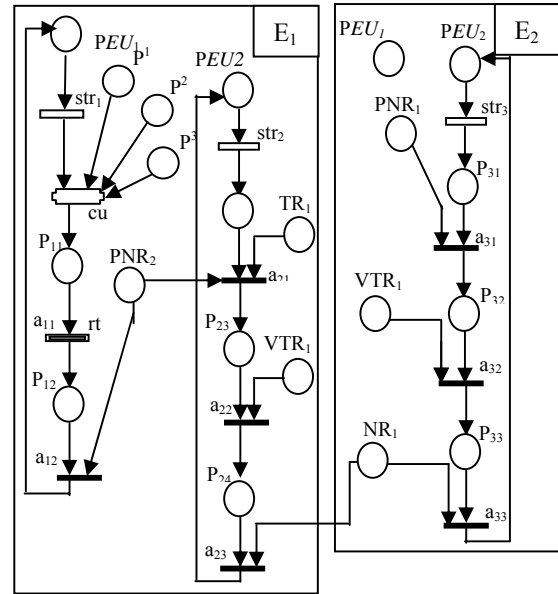 PEU₁
E₁
P¹
P²
P³
str₁
cu
P₁₁
PNR₂
a₁₁
rt
P₁₂
a₁₂
PEU2
str₂
TR₁
a₂₁
P₂₃
VTR₁
a₂₂
P₂₄
a₂₃
PEU₁
PEU₂
E₂
PNR₁
str₃
P₃₁
a₃₁
VTR₁
P₃₂
a₃₂
NR₁
P₃₃
a₃₃